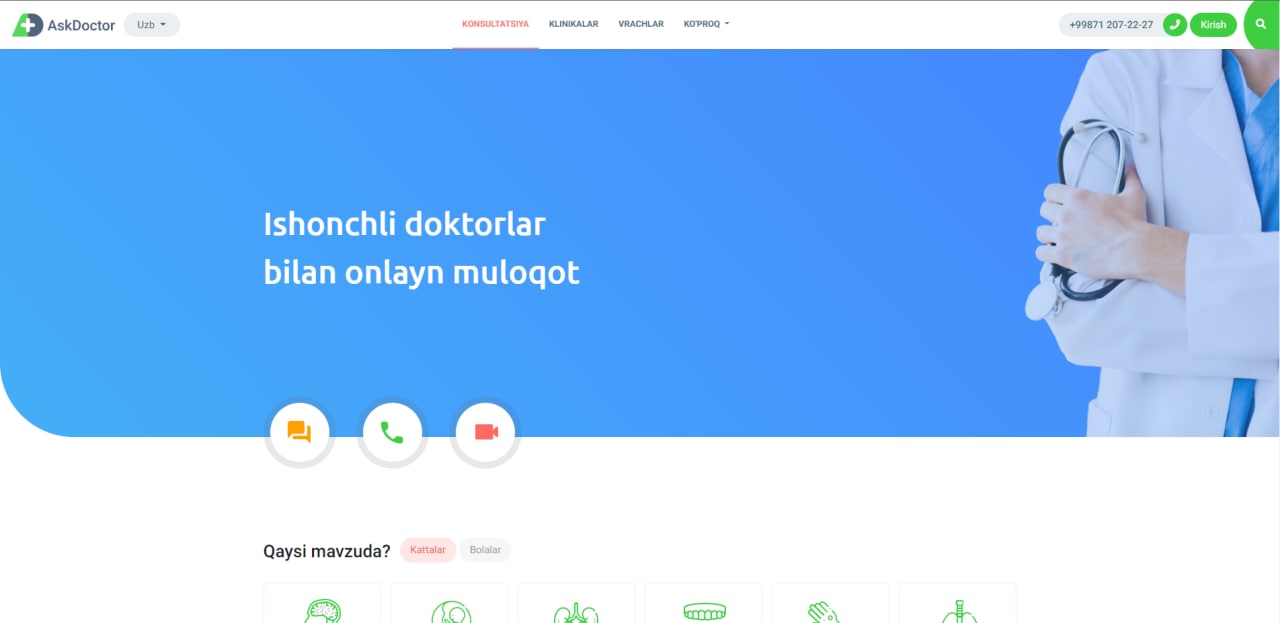 AskDoctor
Uzb
KONSULTATSIYA
KLINIKALAR
VRACHLAR
KO'PROQ
+99871 207-22-27
Kirish
Ishonchli doktorlar
bilan onlayn muloqot
Qaysi mavzuda?
Kattalar
Bolalar